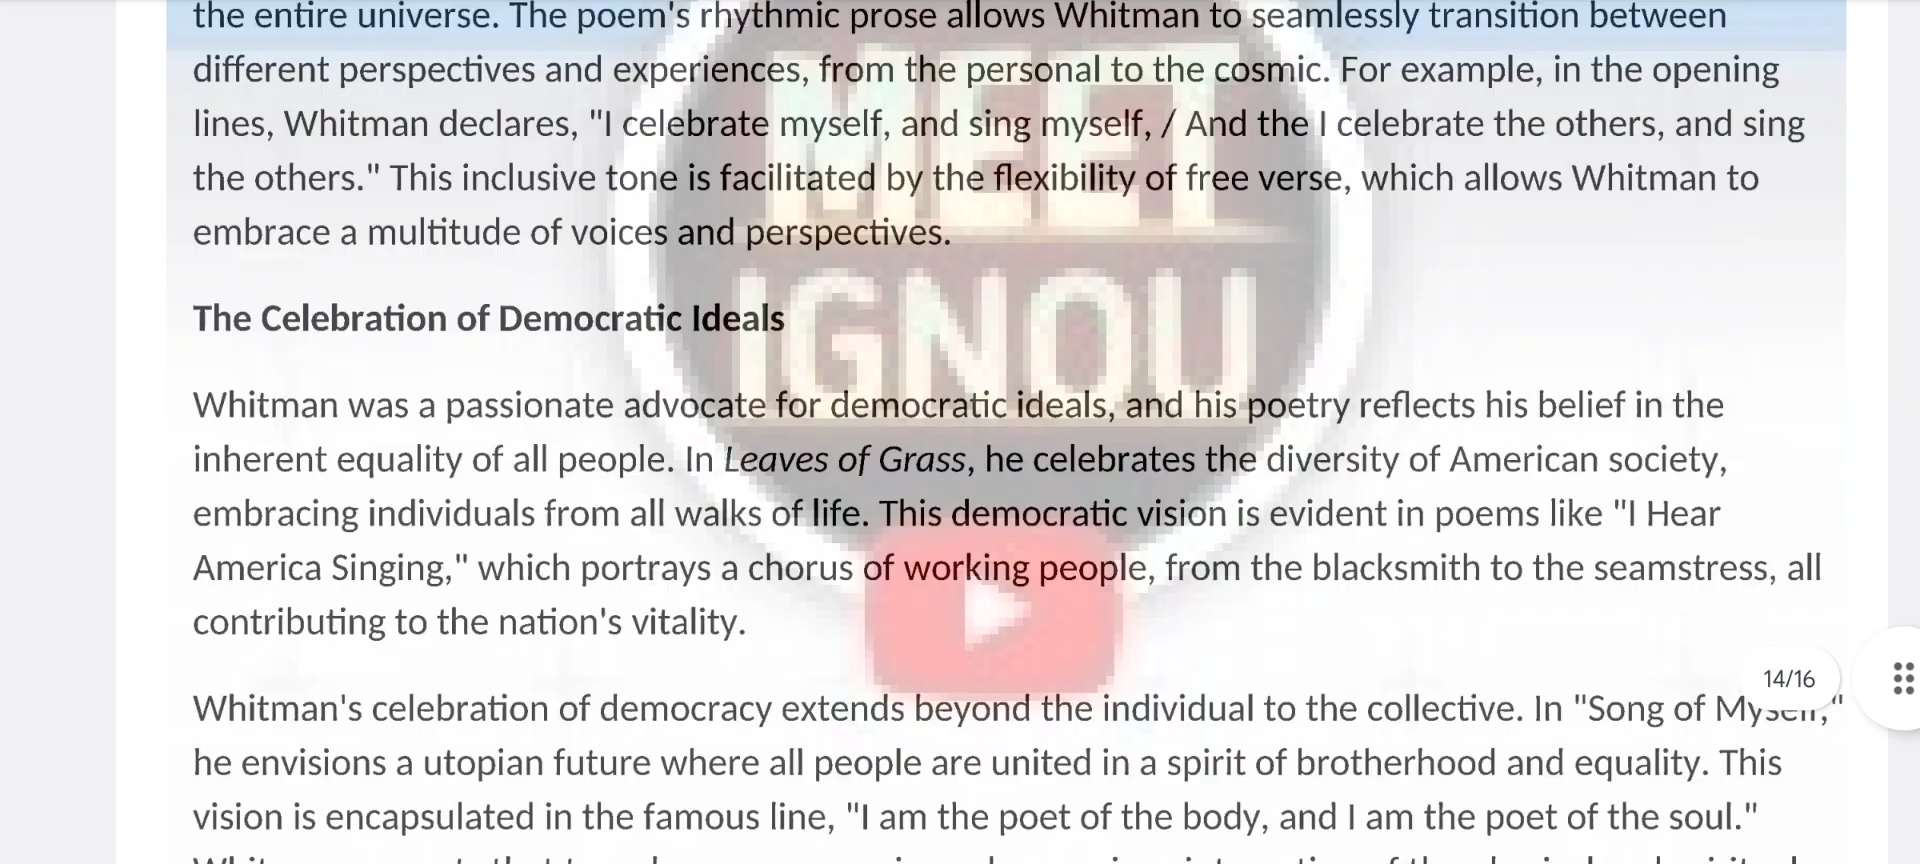 the entire universe. The poem's rhythmic prose allows Whitman to seamlessly transition between
different perspectives and experiences, from the personal to the cosmic. For example, in the opening
lines, Whitman declares, "I celebrate myself, and sing myself, / And the I celebrate the others, and sing
the others." This inclusive tone is facilitated by the flexibility of free verse, which allows Whitman to
embrace a multitude of voices and perspectives.
The Celebration of Democratic Ideals
Whitman was a passionate advocate for democratic ideals, and his poetry reflects his belief in the
inherent equality of all people. In Leaves of Grass, he celebrates the diversity of American society,
embracing individuals from all walks of life. This democratic vision is evident in poems like "I Hear
America Singing," which portrays a chorus of working people, from the blacksmith to the seamstress, all
contributing to the nation's vitality.
14/16
Whitman's celebration of democracy extends beyond the individual to the collective. In "Song of Myself,"
he envisions a utopian future where all people are united in a spirit of brotherhood and equality. This
vision is encapsulated in the famous line, "I am the poet of the body, and I am the poet of the soul."
MEET
IGNOU